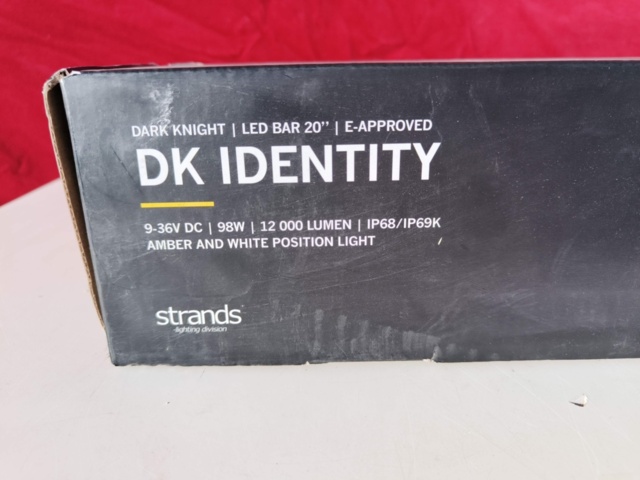 DARK KNIGHT | LED BAR 20’’ | E-APPROVED
DK IDENTITY
9-36V DC | 98W | 12 000 LUMEN | IP68/IP69K
AMBER AND WHITE POSITION LIGHT
strands
lighting division